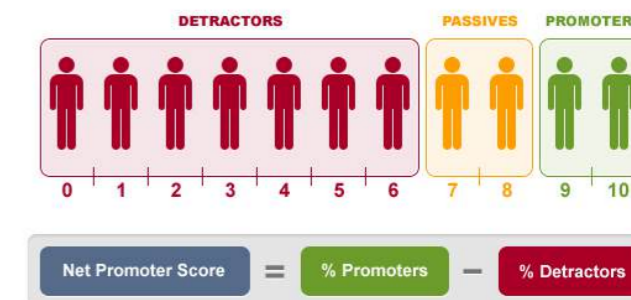 DETRACTORS PASSIVES PROMOTER
0 1 2 3 4 5 6 7 8 9 10
Net Promoter Score = % Promoters − % Detractors